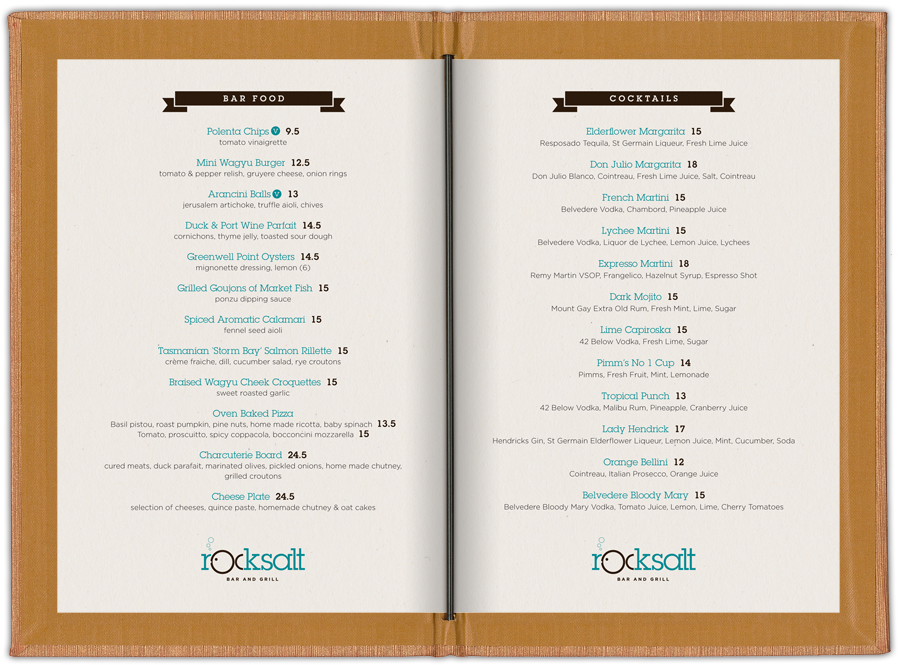 BAR FOOD
Polenta Chips V 9.5
tomato vinaigrette
Mini Wagyu Burger 12.5
tomato & pepper relish, gruyere cheese, onion rings
Arancini Balls V 13
jerusalem artichoke, truffle aioli, chives
Duck & Port Wine Parfait 14.5
cornichons, thyme jelly, toasted sour dough
Greenwell Point Oysters 14.5
mignonette dressing, lemon (6)
Grilled Goujons of Market Fish 15
ponzu dipping sauce
Spiced Aromatic Calamari 15
fennel seed aioli
Tasmanian 'Storm Bay' Salmon Rillette 15
crème fraiche, dill, cucumber salad, rye croutons
Braised Wagyu Cheek Croquettes 15
sweet roasted garlic
Oven Baked Pizza
Basil pistou, roast pumpkin, pine nuts, home made ricotta, baby spinach 13.5
Tomato, proscuitto, spicy coppacola, bocconcini mozzarella 15
Charcuterie Board 24.5
cured meats, duck parafait, marinated olives, pickled onions, home made chutney,
grilled croutons
Cheese Plate 24.5
selection of cheeses, quince paste, homemade chutney & oat cakes
rocksalt
BAR AND GRILL
COCKTAILS
Elderflower Margarita 15
Resposado Tequila, St Germain Liqueur, Fresh Lime Juice
Don Julio Margarita 18
Don Julio Blanco, Cointreau, Fresh Lime Juice, Salt, Cointreau
French Martini 15
Belvedere Vodka, Chambord, Pineapple Juice
Lychee Martini 15
Belvedere Vodka, Liquor de Lychee, Lemon Juice, Lychees
Expresso Martini 18
Remy Martin VSOP, Frangelico, Hazelnut Syrup, Espresso Shot
Dark Mojito 15
Mount Gay Extra Old Rum, Fresh Mint, Lime, Sugar
Lime Capiroska 15
42 Below Vodka, Fresh Lime, Sugar
Pimm's No 1 Cup 14
Pimms, Fresh Fruit, Mint, Lemonade
Tropical Punch 13
42 Below Vodka, Malibu Rum, Pineapple, Cranberry Juice
Lady Hendrick 17
Hendricks Gin, St Germain Elderflower Liqueur, Lemon Juice, Mint, Cucumber, Soda
Orange Bellini 12
Cointreau, Italian Prosecco, Orange Juice
Belvedere Bloody Mary 15
Belvedere Bloody Mary Vodka, Tomato Juice, Lemon, Lime, Cherry Tomatoes
rocksalt
BAR AND GRILL